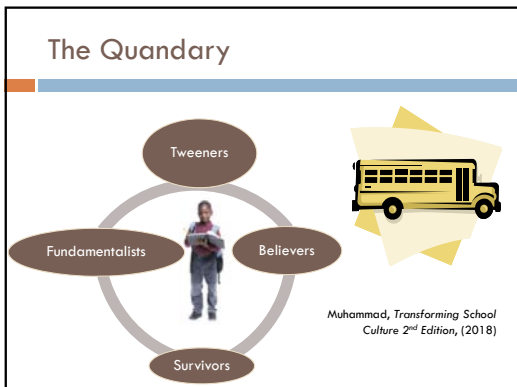 The Quandary
Tweeners
Fundamentalists
Believers
Survivors
Muhammad, Transforming School
Culture 2nd Edition, (2018)